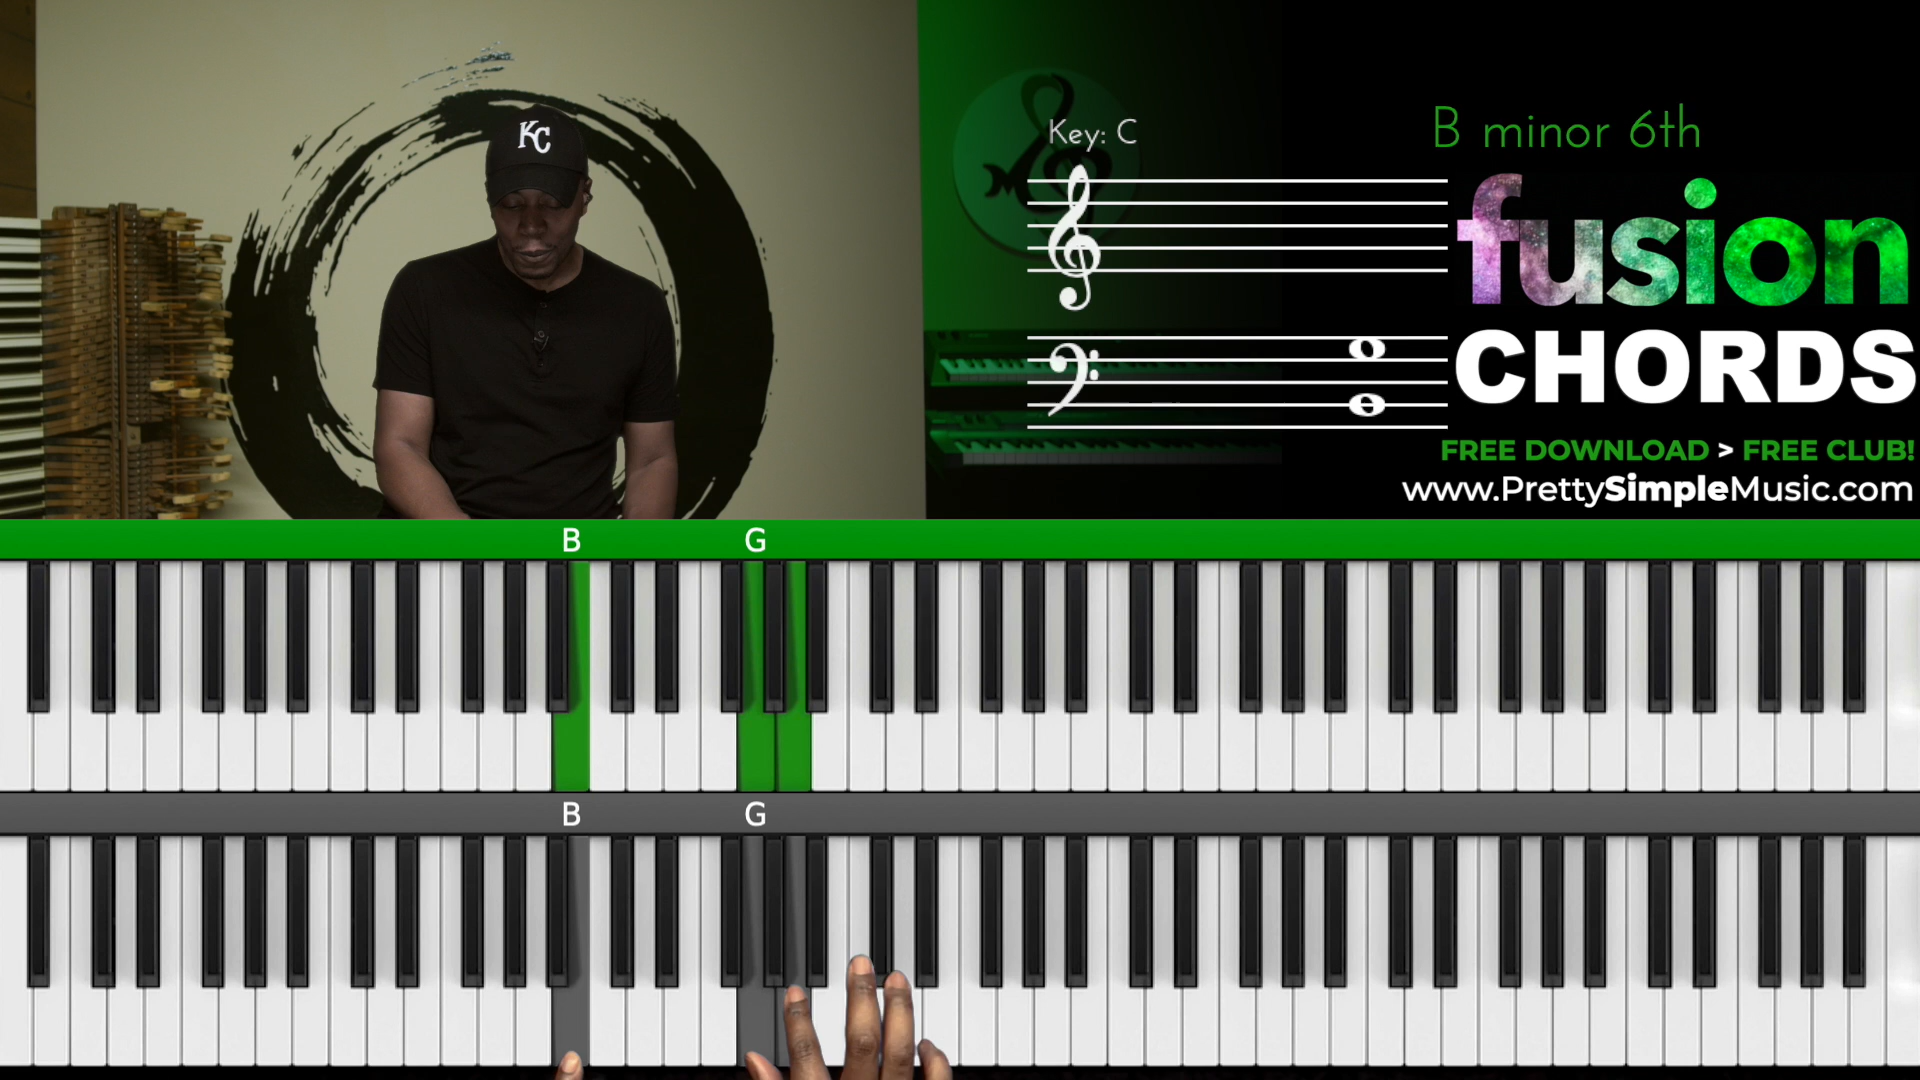 KC
Key: C
B minor 6th
fusion
CHORDS
FREE DOWNLOAD > FREE CLUB!
www.PrettySimpleMusic.com
B G
B G